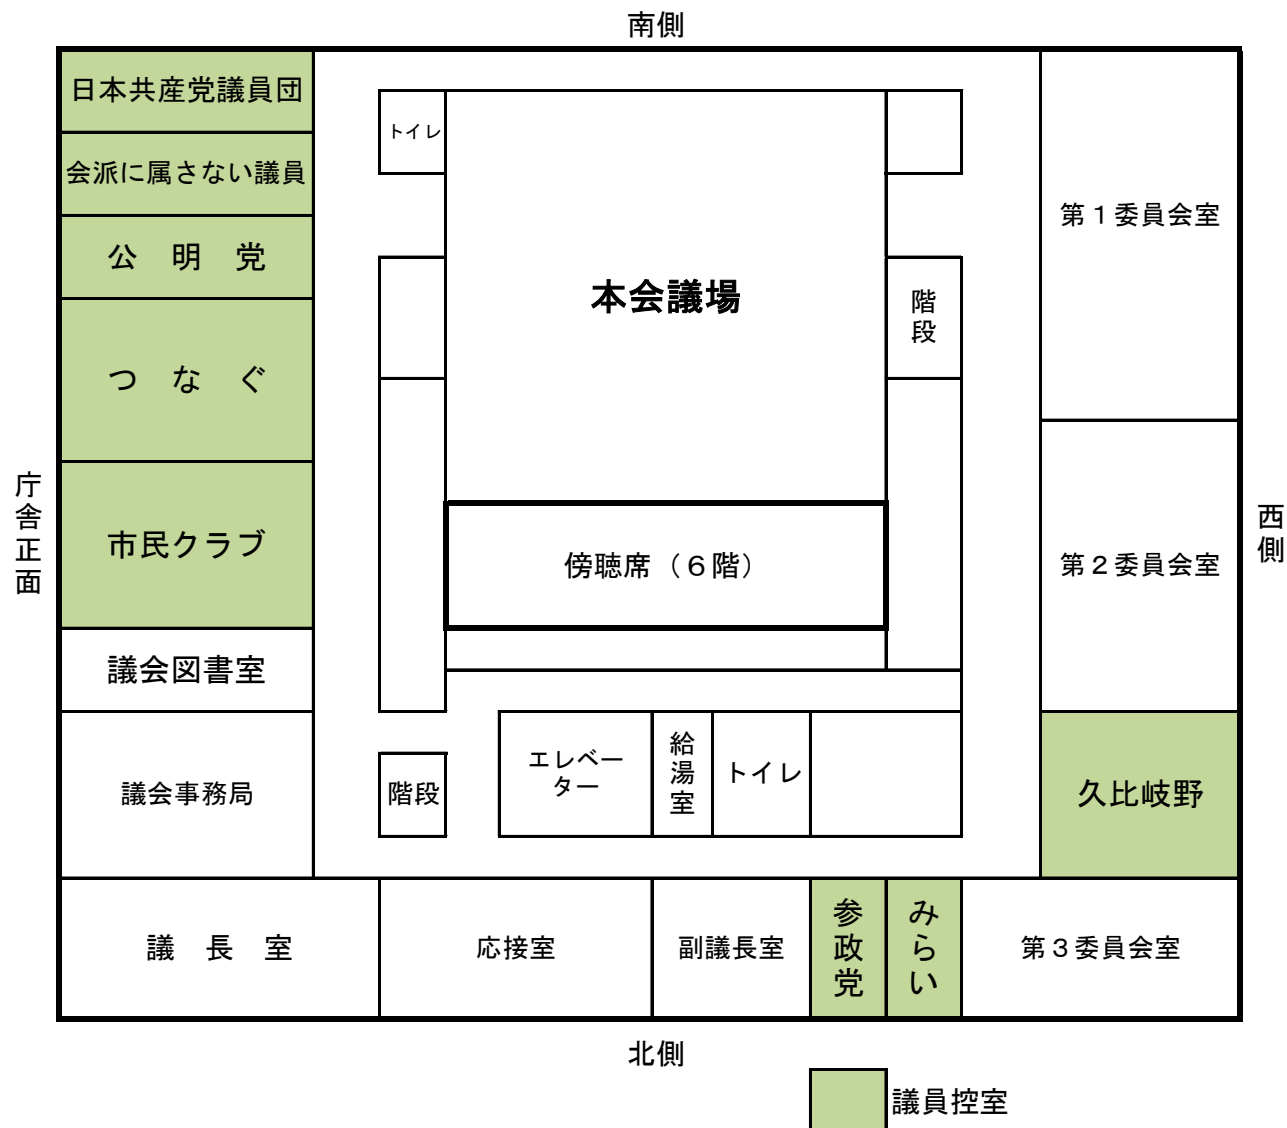 南側
日本共産党議員団
会派に属さない議員
公　明　党
つ　な　ぐ
市民クラブ
議会図書室
議会事務局
庁舎正面
トイレ
本会議場
階段
傍聴席（６階）
階段
エレベー
ター
給湯室
トイレ
第１委員会室
第２委員会室
久比岐野
西側
議　長　室
応接室
副議長室
参政党
みらい
第３委員会室
北側
議員控室